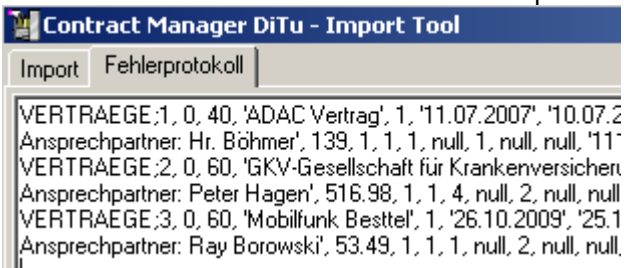 Contract Manager DiTu - Import Tool
Import Fehlerprotokoll
VERTRAEGE;1, 0, 40, 'ADAC Vertrag', 1, '11.07.2007', '10.07.2
Ansprechpartner: Hr. Böhmer', 139, 1, 1, 1, null, 1, null, null, '11
VERTRAEGE;2, 0, 60, 'GKV-Gesellschaft für Krankenversicher
Ansprechpartner: Peter Hagen', 516.98, 1, 1, 4, null, 2, null, null
VERTRAEGE;3, 0, 60, 'Mobilfunk Besttel', 1, '26.10.2009', '25.1
Ansprechpartner: Ray Borowski', 53.49, 1, 1, 1, null, 2, null, null,